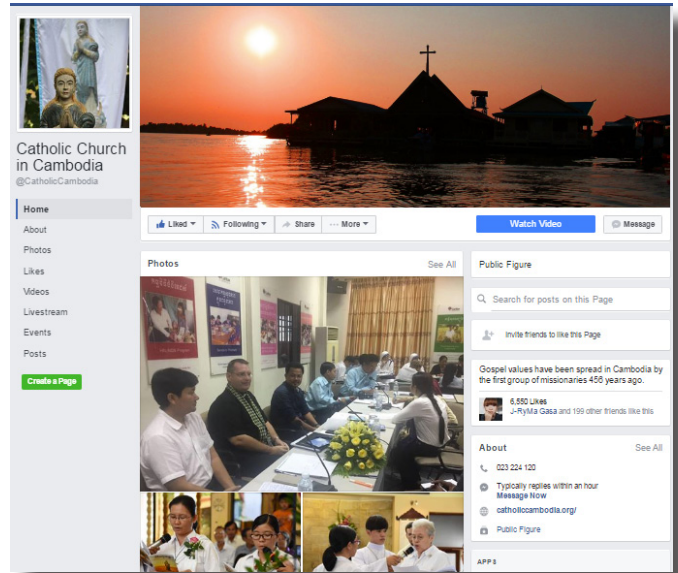 Catholic Church
in Cambodia
@CatholicCambodia
Home
About
Photos
Likes
Videos
Livestream
Events
Posts
Create a Page
Liked
Following
Share
More
Watch Video
Message
Photos
See All
Public Figure
Search for posts on this Page
Invite friends to like this Page
Gospel values have been spread in Cambodia by
the first group of missionaries 456 years ago.
6,550 Likes
J-RyMa Gasa and 199 other friends like this
About
See All
023 224 120
Typically replies within an hour
Message Now
catholiccambodia.org/
Public Figure
APPS